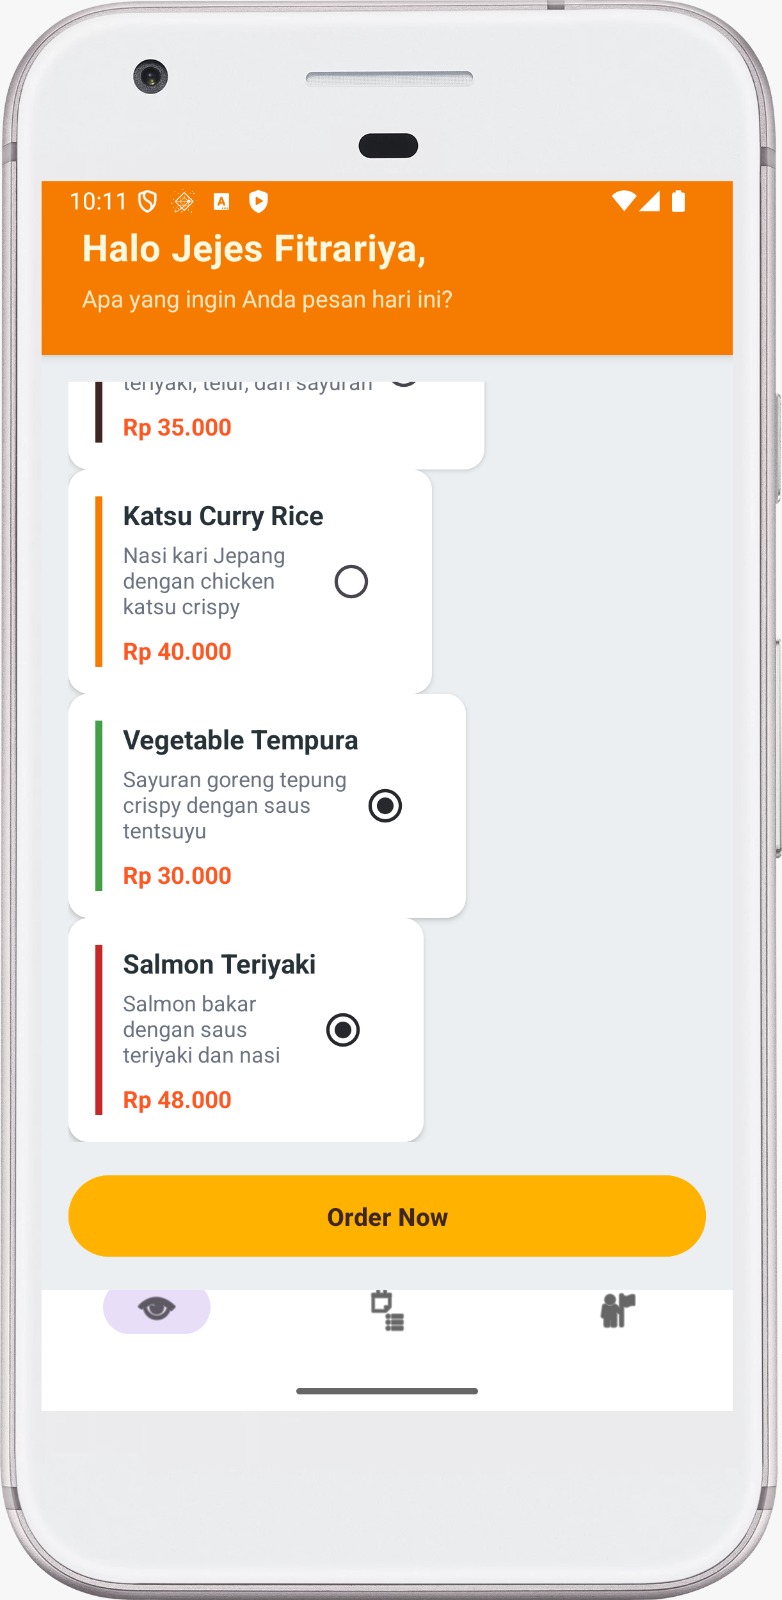 10:11
Halo Jejes Fitrariya,
Apa yang ingin Anda pesan hari ini?
teriyaki, telur, dan sayuran
Rp 35.000
Katsu Curry Rice
Nasi kari Jepang
dengan chicken
katsu crispy
Rp 40.000
Vegetable Tempura
Sayuran goreng tepung
crispy dengan saus
tentsuyu
Rp 30.000
Salmon Teriyaki
Salmon bakar
dengan saus
teriyaki dan nasi
Rp 48.000
Order Now